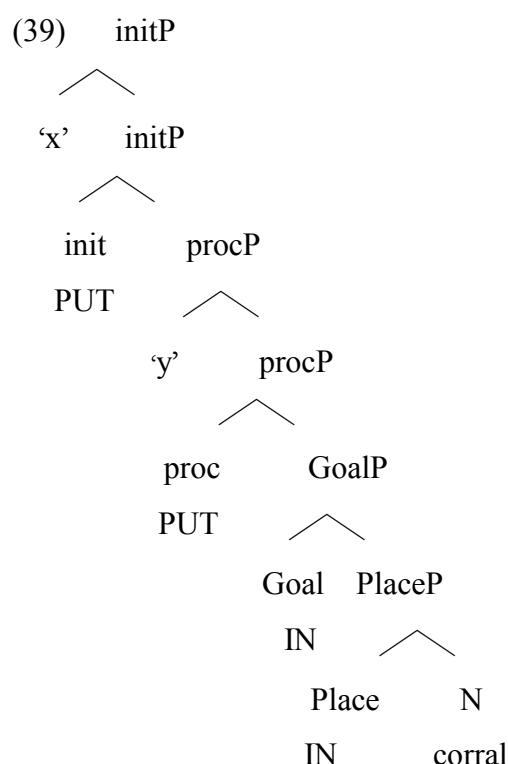 (39) initP
‘x’ initP
init procP
PUT
‘y’ procP
proc GoalP
PUT
Goal PlaceP
IN
Place N
IN corral